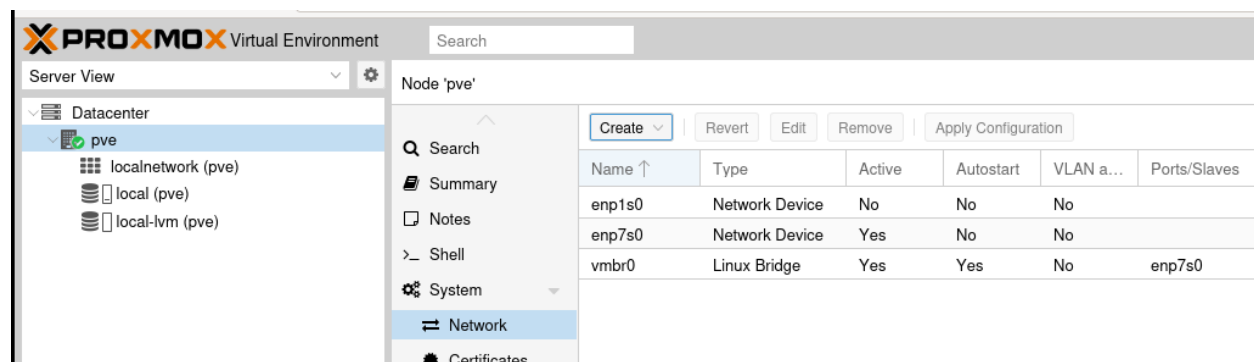 PROXMOX Virtual Environment
Search
Server View
Node 'pve'
Datacenter
pve
localnetwork (pve)
local (pve)
local-lvm (pve)
Search
Summary
Notes
Shell
System
Network
Certificates
Create Revert Edit Remove Apply Configuration
Name Type Active Autostart VLAN a... Ports/Slaves
enp1s0 Network Device No No No
enp7s0 Network Device Yes No No
vmbr0 Linux Bridge Yes Yes No enp7s0